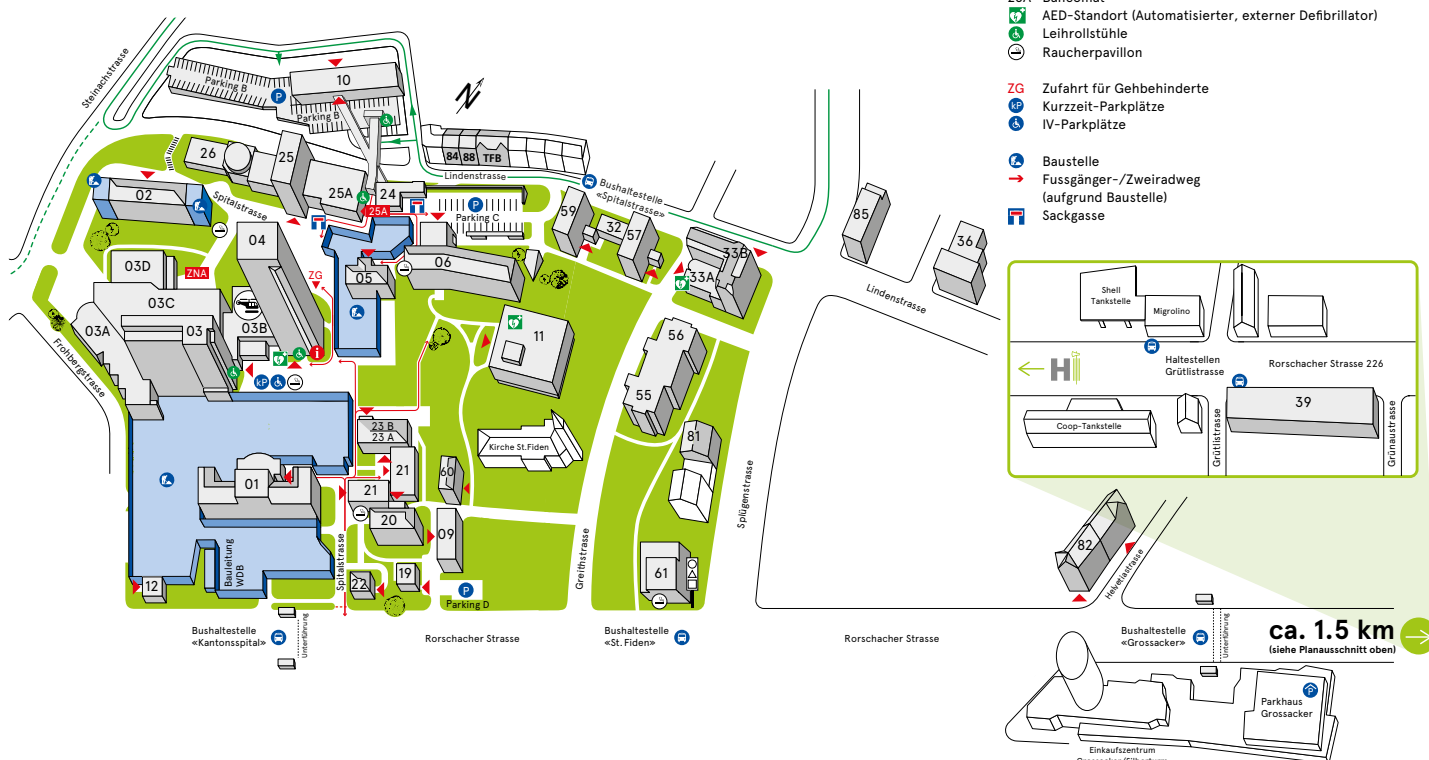 25A Bancomat
AED-Standort (Automatisierter, externer Defibrillator)
Leihrollstühle
Raucherpavillon
ZG Zufahrt für Gehbehinderte
kP Kurzzeit-Parkplätze
IV-Parkplätze
Baustelle
Fussgänger-/Zweiradweg
(aufgrund Baustelle)
Sackgasse
Steinachstrasse
Parking B
P
10
Parking B
N
26
25
84 88 TFB
Lindenstrasse
02
Spitalstrasse
25A
24
25A
P
Parking C
Bushaltestelle
«Spitalstrasse»
59
32
57
33B
33A
85
36
Lindenstrasse
04
03D
ZNA
ZG
05
06
03C
03A
03
03B
i
kP
11
56
55
Frohbergstrasse
23 B
23 A
21
21
20
60
09
Kirche St.Fiden
81
Splügenstrasse
Greithstrasse
01
Bauleitung
WDB
Spitalstrasse
12
22
19
P
Parking D
61
Bushaltestelle
«Kantonsspital»
Unterführung
Rorschacher Strasse
Bushaltestelle
«St. Fiden»
Rorschacher Strasse
Shell
Tankstelle
Migrolino
Haltestellen
Grütlistrasse
Rorschacher Strasse 226
H
39
Coop-Tankstelle
Grütlistrasse
Grünaustrasse
82
Helvetiastrasse
Bushaltestelle
«Grossacker»
Unterführung
ca. 1.5 km
(siehe Planausschnitt oben)
P
Parkhaus
Grossacker
Einkaufszentrum